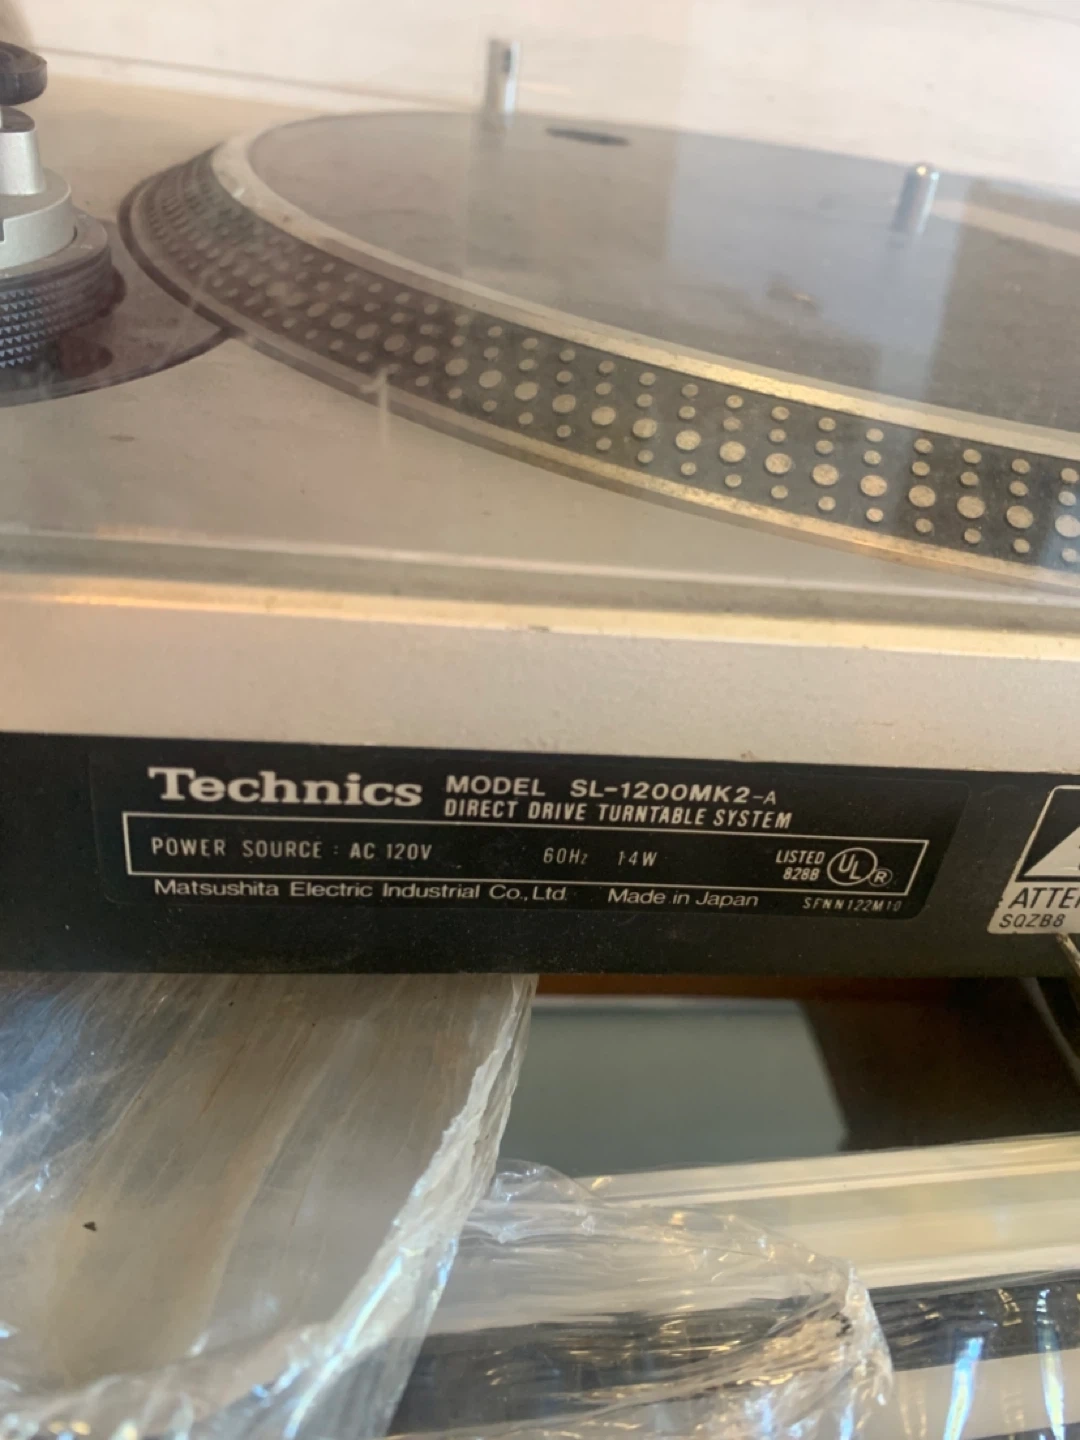 Technics MODEL SL-1200MK2-A
DIRECT DRIVE TURNTABLE SYSTEM
POWER SOURCE : AC 120V 60Hz 14W LISTED 828B UL R
Matsushita Electric Industrial Co., Ltd. Made in Japan SFNN122M10
ATTE
SQZB8